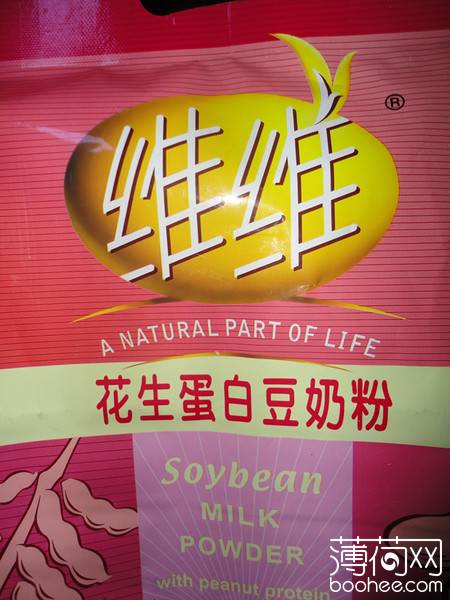 维维®
A NATURAL PART OF LIFE
花生蛋白豆奶粉
Soybean
MILK
POWDER
with peanut protein
薄荷网
boohee.com